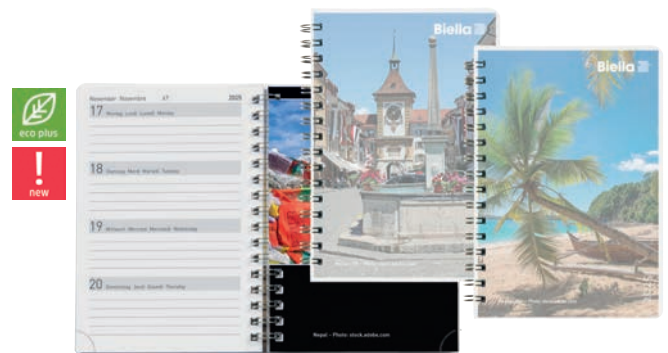 Biella
Biella
eco plus
!
new
November Novembre 47 2025
17 Montag Lundi Lunedì Monday
18 Dienstag Mardi Martedì Tuesday
19 Mittwoch Mercredi Mercoledì Wednesday
20 Donnerstag Jeudi Giovedì Thursday
Nepal – Photo: stock.adobe.com